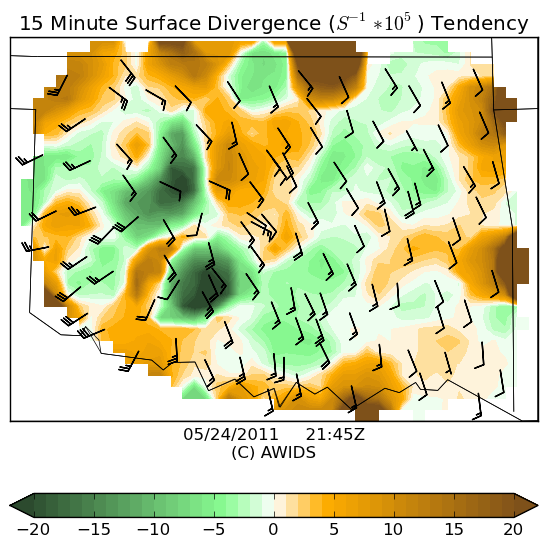 15 Minute Surface Divergence (S⁻¹ * 10⁵ ) Tendency
05/24/2011 21:45Z
(C) AWIDS
−20 −15 −10 −5 0 5 10 15 20